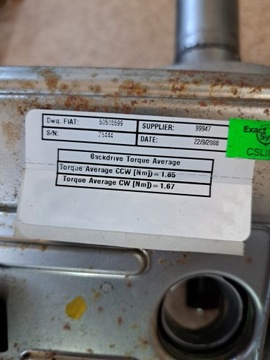 Dwg. FIAT: SUPPLIER: 99947
S/N: 75444 DATE: 22/9/2008
Backdrive Torque Average
Torque Average CCW [Nm]= 1.65
Torque Average CW [Nm]= 1.67
Exact
CSL